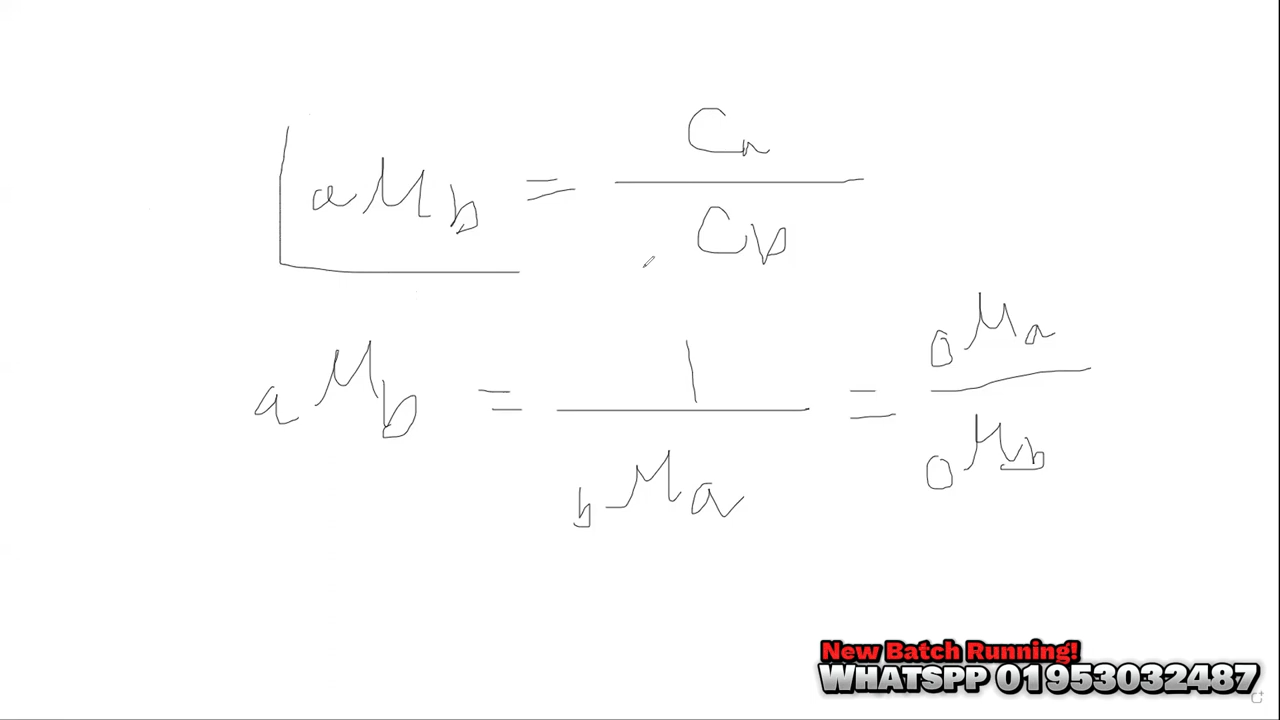 aμb = Ca / Cb
aμb = 1 / bμa = 0μa / 0μb
New Batch Running!
WHATSPP 01953032487